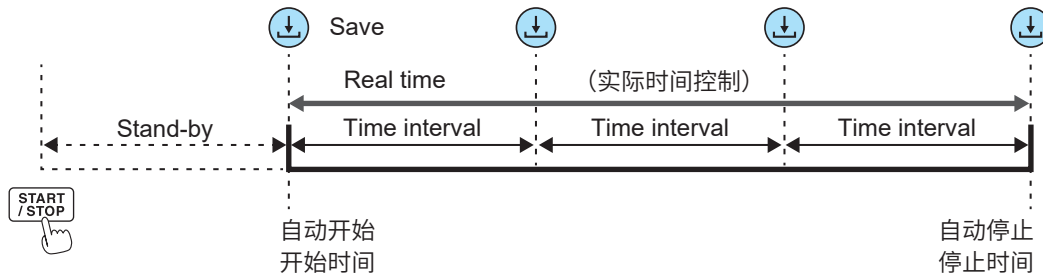 Save
Real time （实际时间控制）
Stand-by Time interval Time interval Time interval
START
/ STOP
自动开始 自动停止
开始时间 停止时间